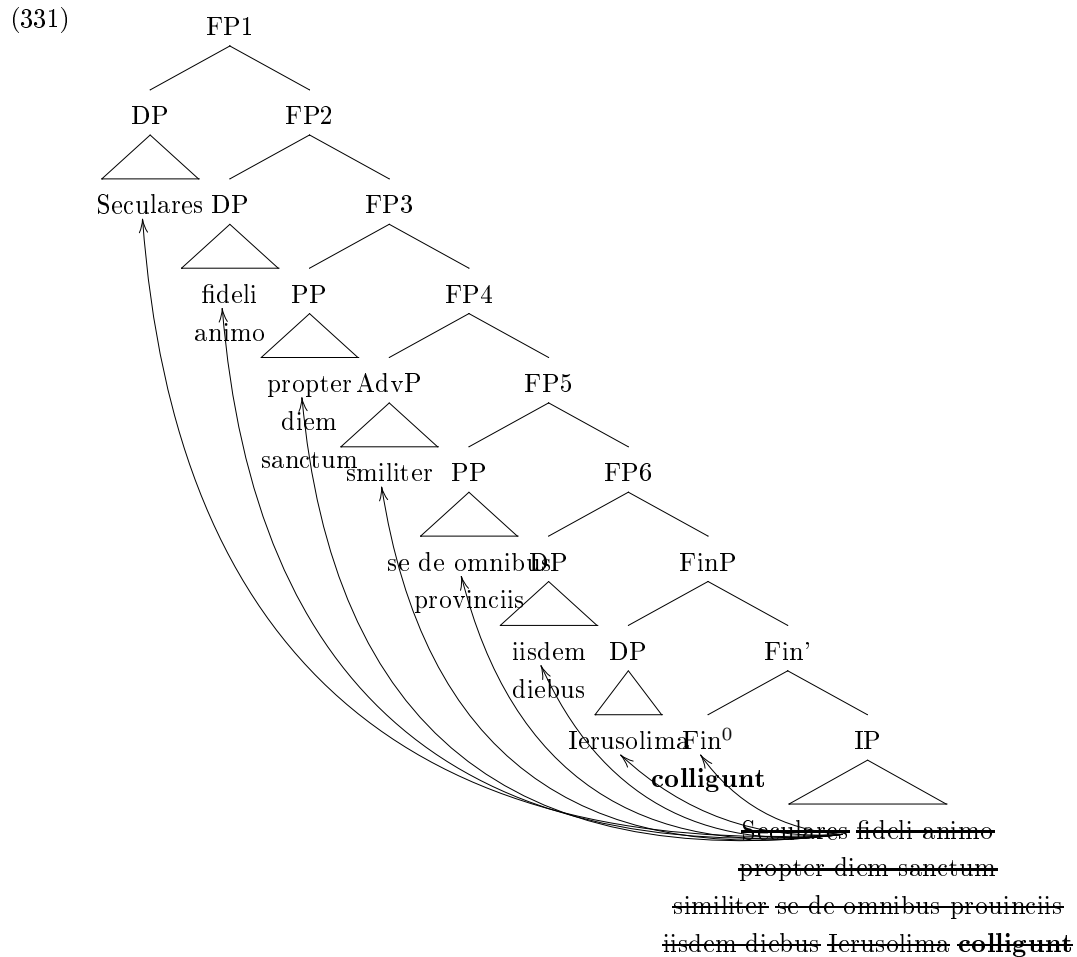 (331)
FP1
DP FP2
Seculares DP FP3
fideli PP FP4
animo
propter AdvP FP5
diem
sanctum
smiliter PP FP6
se de omnibus DP FinP
provinciis
iisdem DP Fin'
diebus
Ierusolima Fin⁰ IP
colligunt
Seculares fideli animo
propter diem sanctum
similiter se de omnibus prouinciis
iisdem diebus Ierusolima colligunt